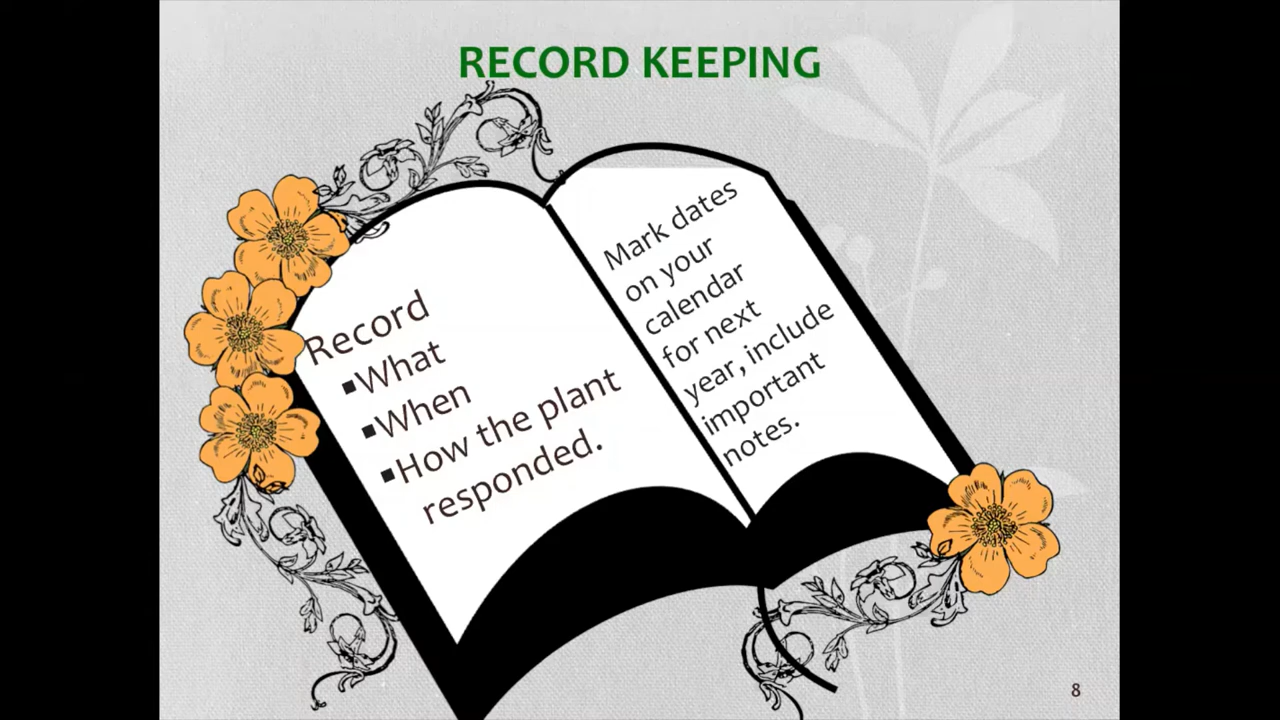 RECORD KEEPING
Record
▪What
▪When
▪How the plant
responded.
Mark dates
on your
calendar
for next
year, include
important
notes.
8